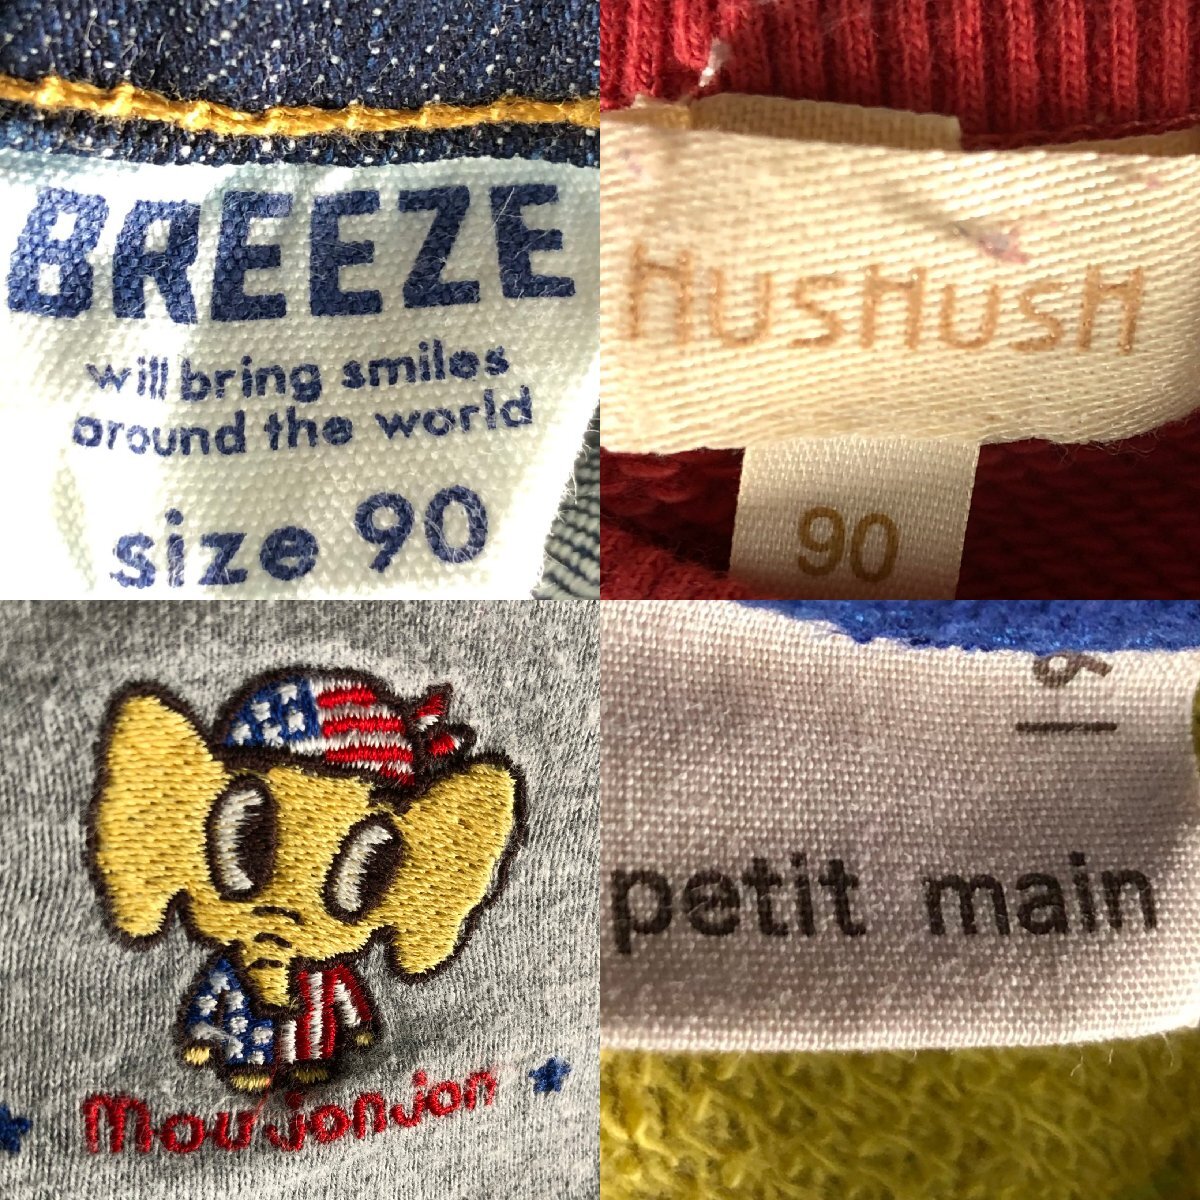 BREEZE
will bring smiles
around the world
size 90
HusHusH
90
moujonjon
petit main